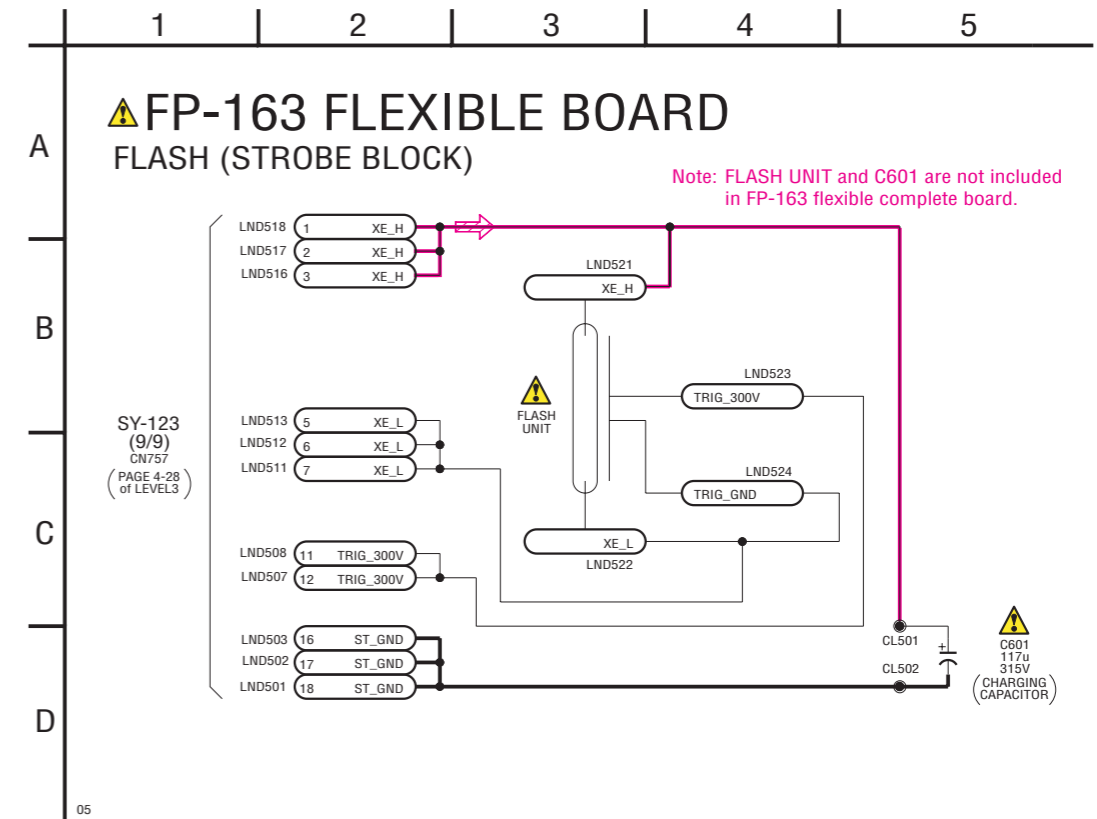 1 2 3 4 5
A
B
C
D
FP-163 FLEXIBLE BOARD
FLASH (STROBE BLOCK)
Note: FLASH UNIT and C601 are not included
in FP-163 flexible complete board.
LND518 1 XE_H
LND517 2 XE_H
LND516 3 XE_H
LND521
XE_H
LND523
TRIG_300V
FLASH
UNIT
SY-123
(9/9)
CN757
(PAGE 4-28
of LEVEL3)
LND513 5 XE_L
LND512 6 XE_L
LND511 7 XE_L
LND524
TRIG_GND
XE_L
LND522
LND508 11 TRIG_300V
LND507 12 TRIG_300V
LND503 16 ST_GND
LND502 17 ST_GND
LND501 18 ST_GND
CL501
CL502
+
C601
117u
315V
(CHARGING
CAPACITOR)
05